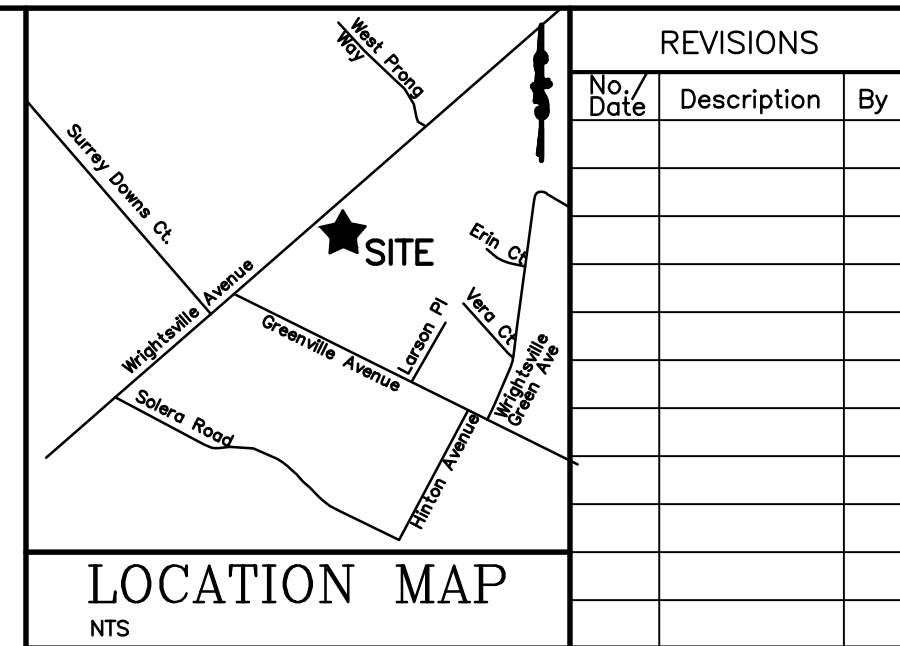 West Prong
Way
Surrey Downs Ct.
SITE
Erin Ct
Wrightsville Avenue
Vera Ct
Larson Pl
Greenville Avenue
Wrightsville
Green Ave
Solera Road
Hinton Avenue
LOCATION MAP
NTS
REVISIONS
No./
Date
Description
By